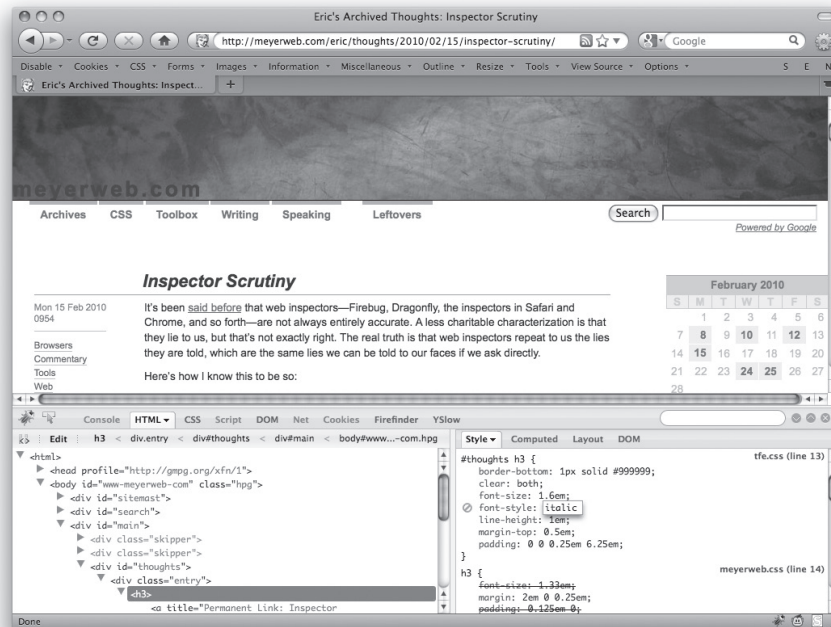 Eric's Archived Thoughts: Inspector Scrutiny
http://meyerweb.com/eric/thoughts/2010/02/15/inspector-scrutiny/
Google
Disable Cookies CSS Forms Images Information Miscellaneous Outline Resize Tools View Source Options S E N
Eric's Archived Thoughts: Inspect... +
meyerweb.com
Archives CSS Toolbox Writing Speaking Leftovers
Search
Powered by Google
Inspector Scrutiny
Mon 15 Feb 2010
0954
Browsers
Commentary
Tools
Web
It's been said before that web inspectors—Firebug, Dragonfly, the inspectors in Safari and
Chrome, and so forth—are not always entirely accurate. A less charitable characterization is that
they lie to us, but that's not exactly right. The real truth is that web inspectors repeat to us the lies
they are told, which are the same lies we can be told to our faces if we ask directly.
Here's how I know this to be so:
February 2010
S M T W T F S
1 2 3 4 5 6
7 8 9 10 11 12 13
14 15 16 17 18 19 20
21 22 23 24 25 26 27
28
Console HTML CSS Script DOM Net Cookies Firefinder YSlow
Edit h3 < div.entry < div#thoughts < div#main < body#www...-com.hpg
<html>
<head profile="http://gmpg.org/xfn/1">
<body id="www-meyerweb-com" class="hpg">
<div id="sitemast">
<div id="search">
<div id="main">
<div class="skipper">
<div class="skipper">
<div id="thoughts">
<div class="entry">
<h3>
<a title="Permanent Link: Inspector
Style Computed Layout DOM
#thoughts h3 { tfe.css (line 13)
border-bottom: 1px solid #999999;
clear: both;
font-size: 1.6em;
font-style: italic
line-height: 1em;
margin-top: 0.5em;
padding: 0 0 0.25em 6.25em;
}
h3 { meyerweb.css (line 14)
font-size: 1.33em;
margin: 2em 0 0.25em;
padding: 0.125em 0;
Done